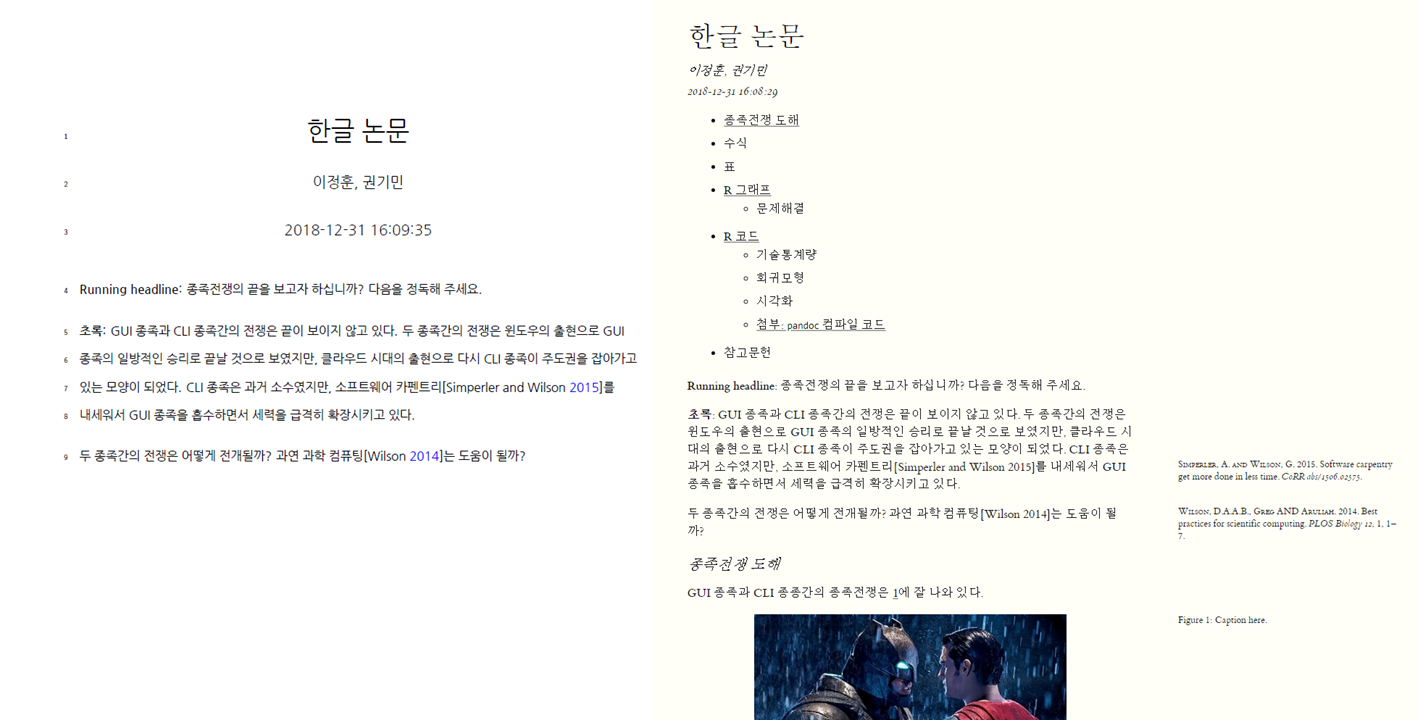 1 한글 논문
2 이정훈, 권기민
3 2018-12-31 16:09:35
4 Running headline: 종족전쟁의 끝을 보고자 하십니까? 다음을 정독해 주세요.
5 초록: GUI 종족과 CLI 종족간의 전쟁은 끝이 보이지 않고 있다. 두 종족간의 전쟁은 윈도우의 출현으로 GUI
6 종족의 일방적인 승리로 끝날 것으로 보였지만, 클라우드 시대의 출현으로 다시 CLI 종족이 주도권을 잡아가고
7 있는 모양이 되었다. CLI 종족은 과거 소수였지만, 소프트웨어 카펜트리[Simperler and Wilson 2015]를
8 내세워서 GUI 종족을 흡수하면서 세력을 급격히 확장시키고 있다.
9 두 종족간의 전쟁은 어떻게 전개될까? 과연 과학 컴퓨팅[Wilson 2014]는 도움이 될까?
한글 논문
이정훈, 권기민
2018-12-31 16:08:29
• 종족전쟁 도해
• 수식
• 표
• R 그래프
◦ 문제해결
• R 코드
◦ 기술통계량
◦ 회귀모형
◦ 시각화
◦ 첨부: pandoc 컴파일 코드
• 참고문헌
Running headline: 종족전쟁의 끝을 보고자 하십니까? 다음을 정독해 주세요.
초록: GUI 종족과 CLI 종족간의 전쟁은 끝이 보이지 않고 있다. 두 종족간의 전쟁은
윈도우의 출현으로 GUI 종족의 일방적인 승리로 끝날 것으로 보였지만, 클라우드 시
대의 출현으로 다시 CLI 종족이 주도권을 잡아가고 있는 모양이 되었다. CLI 종족은
과거 소수였지만, 소프트웨어 카펜트리[Simperler and Wilson 2015]를 내세워서 GUI
종족을 흡수하면서 세력을 급격히 확장시키고 있다.
두 종족간의 전쟁은 어떻게 전개될까? 과연 과학 컴퓨팅[Wilson 2014]는 도움이 될
까?
종족전쟁 도해
GUI 종족과 CLI 종종간의 종족전쟁은 1에 잘 나와 있다.
Simperler, A. and Wilson, G. 2015. Software carpentry
get more done in less time. CoRR abs/1506.02575.
Wilson, D.A.A.B., Greg AND Aruliah. 2014. Best
practices for scientific computing. PLOS Biology 12, 1, 1–
7.
Figure 1: Caption here.